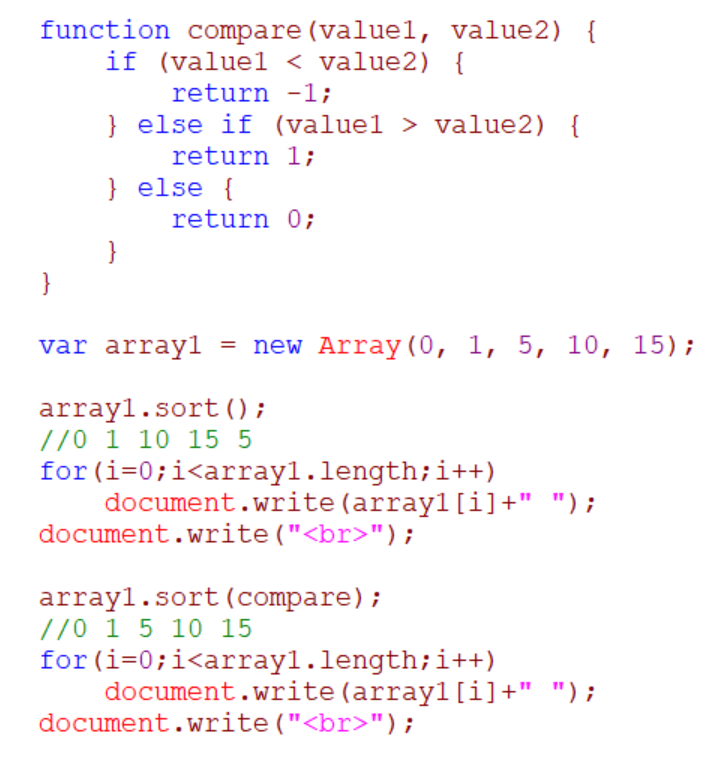 function compare(value1, value2) {
    if (value1 < value2) {
        return -1;
    } else if (value1 > value2) {
        return 1;
    } else {
        return 0;
    }
}
var array1 = new Array(0, 1, 5, 10, 15);
array1.sort();
//0 1 10 15 5
for(i=0;i<array1.length;i++)
    document.write(array1[i]+" ");
document.write("<br>");
array1.sort(compare);
//0 1 5 10 15
for(i=0;i<array1.length;i++)
    document.write(array1[i]+" ");
document.write("<br>");